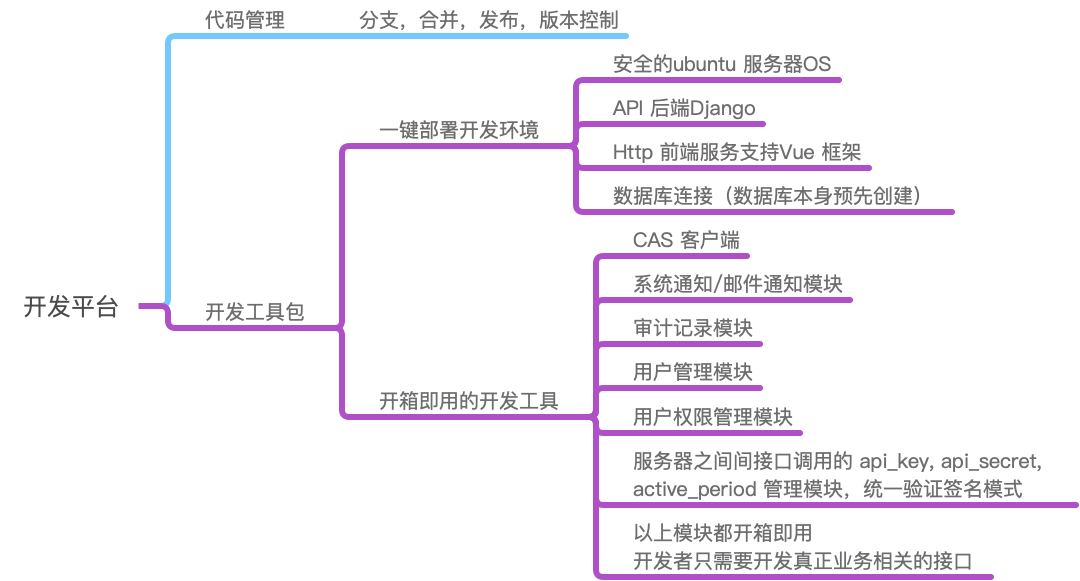 代码管理
分支，合并，发布，版本控制
安全的ubuntu 服务器OS
API 后端Django
一键部署开发环境
Http 前端服务支持Vue 框架
数据库连接（数据库本身预先创建）
CAS 客户端
系统通知/邮件通知模块
开发平台
开发工具包
审计记录模块
用户管理模块
开箱即用的开发工具
用户权限管理模块
服务器之间间接口调用的 api_key, api_secret,
active_period 管理模块，统一验证签名模式
以上模块都开箱即用
开发者只需要开发真正业务相关的接口